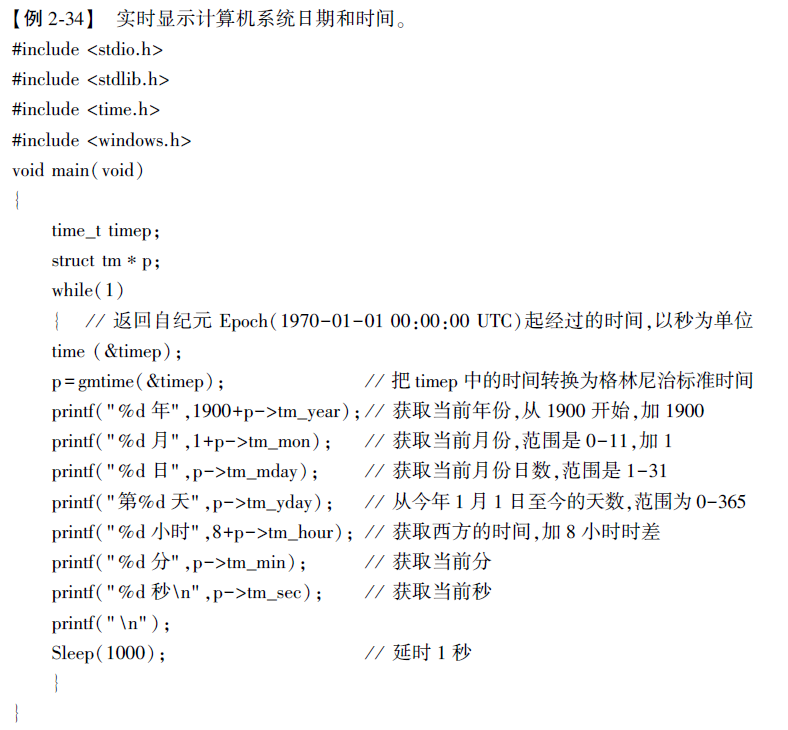 【例 2-34】 实时显示计算机系统日期和时间。
#include <stdio.h>
#include <stdlib.h>
#include <time.h>
#include <windows.h>
void main(void)
{
time_t timep;
struct tm * p;
while(1)
{ // 返回自纪元 Epoch(1970-01-01 00:00:00 UTC)起经过的时间,以秒为单位
time (&timep);
p=gmtime(&timep); // 把 timep 中的时间转换为格林尼治标准时间
printf("%d 年",1900+p->tm_year);// 获取当前年份,从 1900 开始,加 1900
printf("%d 月",1+p->tm_mon); // 获取当前月份,范围是 0-11,加 1
printf("%d 日",p->tm_mday); // 获取当前月份日数,范围是 1-31
printf("第%d 天",p->tm_yday); // 从今年 1 月 1 日至今的天数,范围为 0-365
printf("%d 小时",8+p->tm_hour); // 获取西方的时间,加 8 小时时差
printf("%d 分",p->tm_min); // 获取当前分
printf("%d 秒\n",p->tm_sec); // 获取当前秒
printf("\n");
Sleep(1000); // 延时 1 秒
}
}